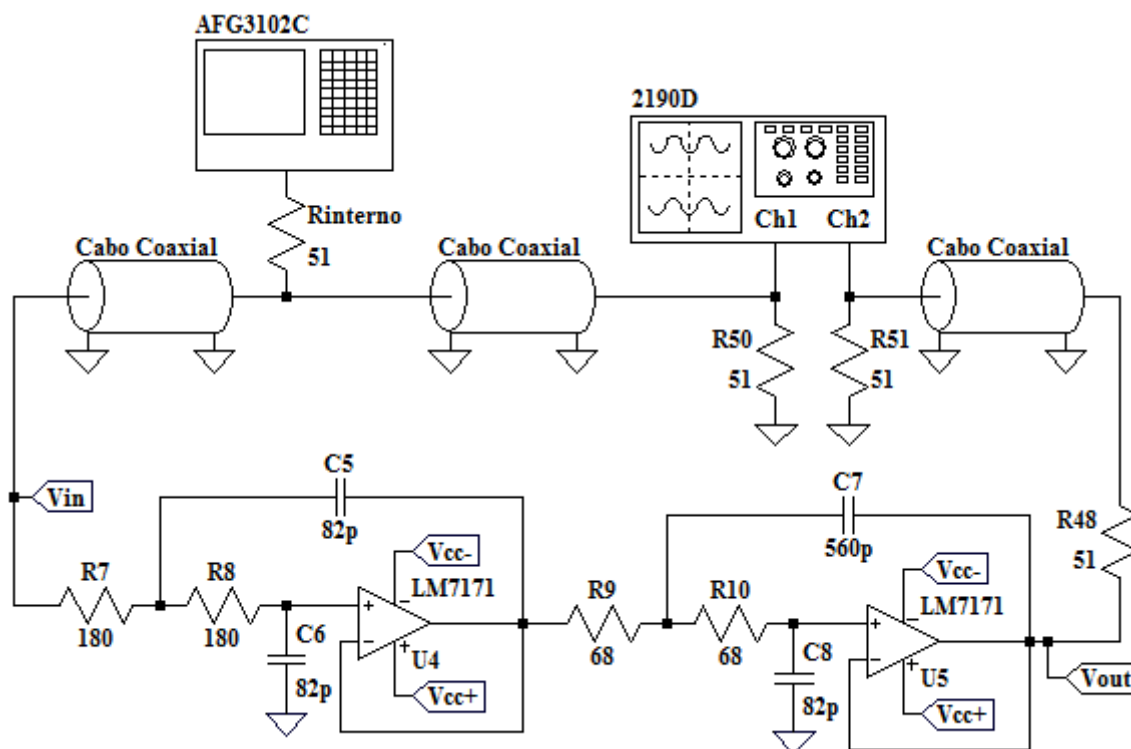 AFG3102C
2190D
Ch1 Ch2
Rinterno
51
Cabo Coaxial
Cabo Coaxial
Cabo Coaxial
R50
51
R51
51
Vin
C5
82p
C7
560p
R48
51
Vcc-
LM7171
U4
Vcc+
R7
180
R8
180
C6
82p
R9
68
R10
68
C8
82p
Vcc-
LM7171
U5
Vcc+
Vout